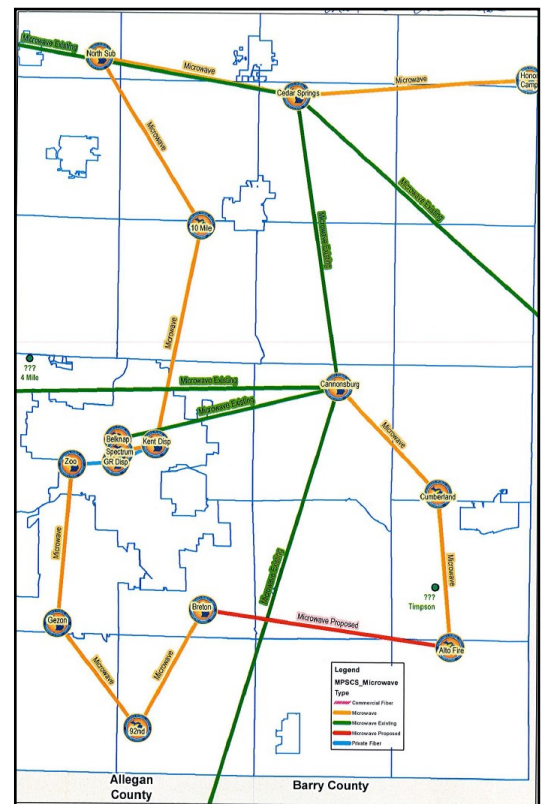 Microwave Existing
North Sub
Microwave
Cedar Springs
Microwave
Honor
Camp
Microwave
Microwave Existing
Microwave Existing
10 Mile
Microwave
???
4 Mile
Microwave Existing
Cannonsburg
Microwave Existing
Belknap
Kent Disp
Spectrum
Zoo
GR Disp
Microwave
Cumberland
Microwave
Microwave Existing
Microwave
???
Timpson
Breton
Gezon
Microwave Proposed
Alto Fire
Microwave
Microwave
92nd
Legend
MPSCS_Microwave
Type
Commercial Fiber
Microwave
Microwave Existing
Microwave Proposed
Private Fiber
Allegan
County
Barry County